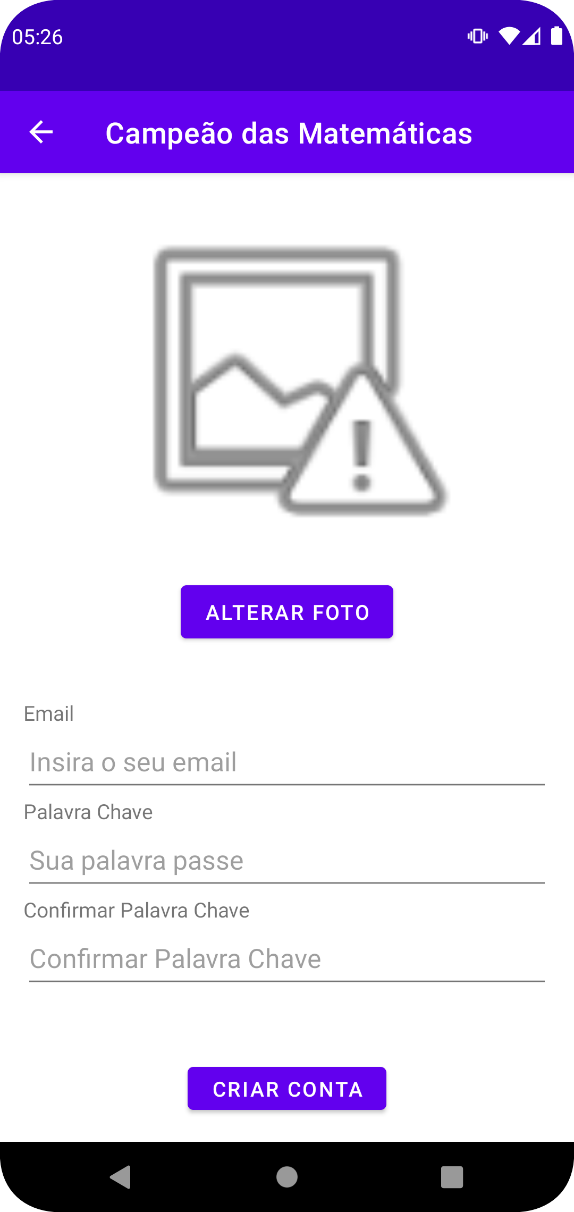 05:26
Campeão das Matemáticas
ALTERAR FOTO
Email
Insira o seu email
Palavra Chave
Sua palavra passe
Confirmar Palavra Chave
Confirmar Palavra Chave
CRIAR CONTA